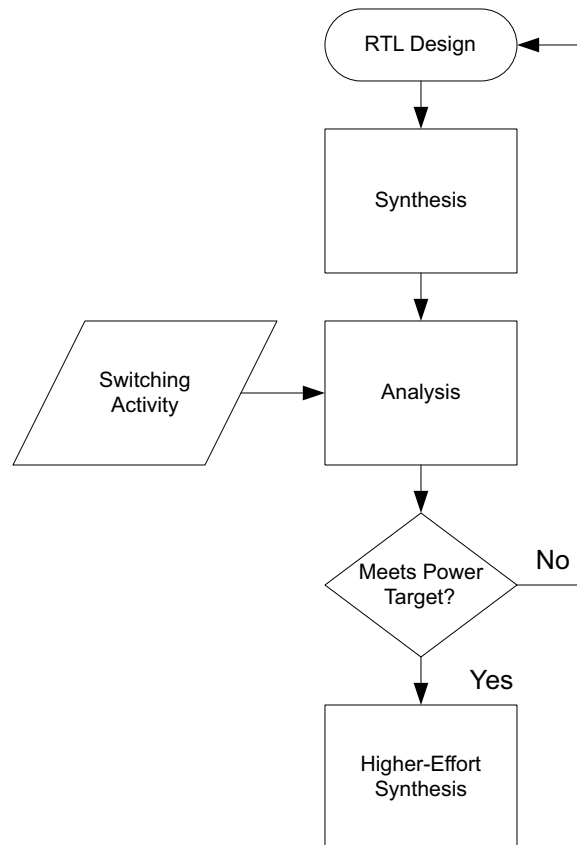 RTL Design
Synthesis
Switching
Activity
Analysis
Meets Power
Target?
No
Yes
Higher-Effort
Synthesis